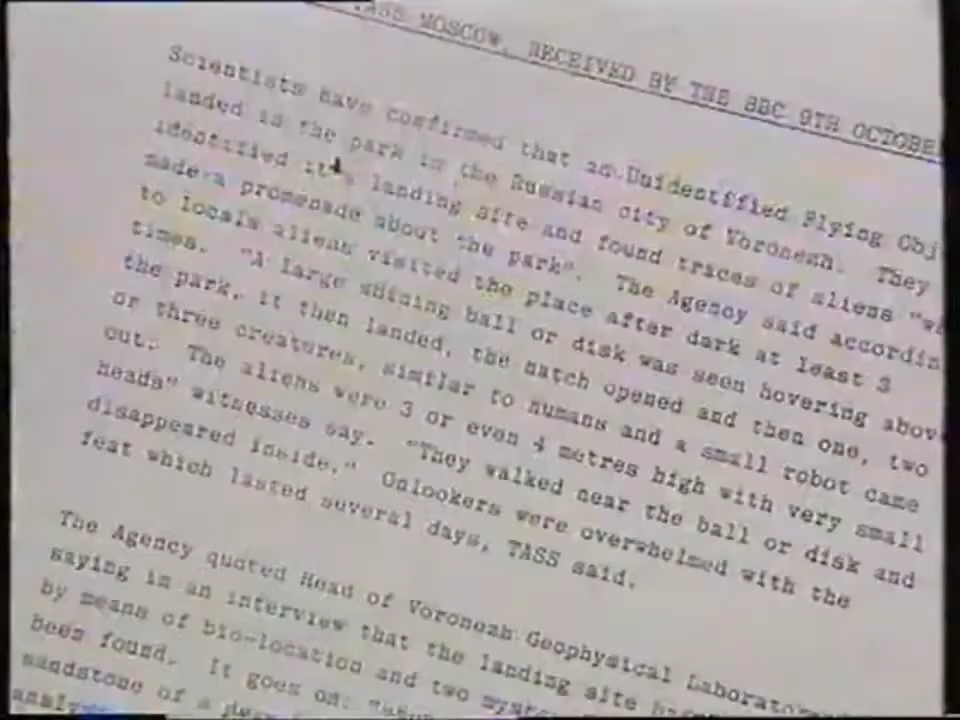 TASS MOSCOW, RECEIVED BY THE BBC 9TH OCTOBE
Scientists have confirmed that an Unidentified Flying Obj
landed in the park in the Russian city of Voronezh. They
identified its landing site and found traces of aliens "wh
made a promenade about the park". The Agency said accordin
to locals aliens visited the place after dark at least 3
times. "A large shining ball or disk was seen hovering abov
the park, it then landed, the hatch opened and then one, two
or three creatures, similar to humans and a small robot came
out. The aliens were 3 or even 4 metres high with very small
heads" witnesses say. "They walked near the ball or disk and
disappeared inside." Onlookers were overwhelmed with the
feat which lasted several days, TASS said.
The Agency quoted Head of Voronezh Geophysical Laborato
saying in an interview that the landing site
by means of bio-location and two
been found. It goes on:
sandstone of a deep